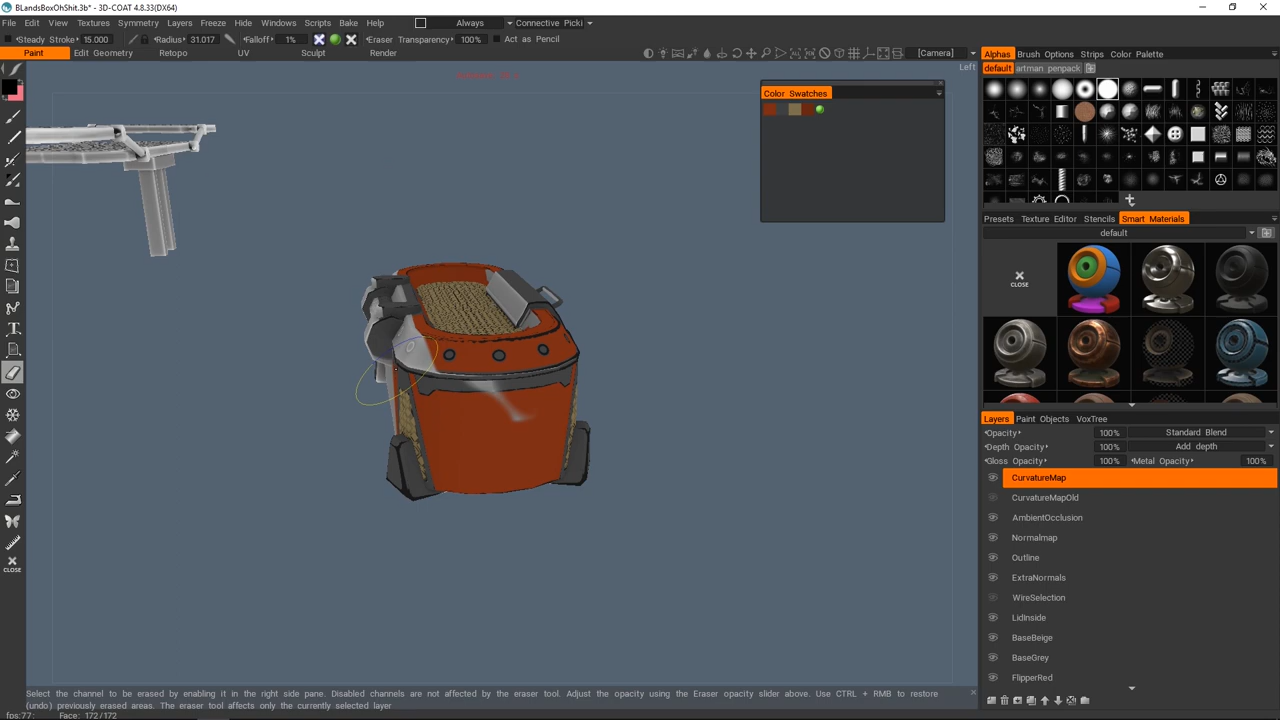 BLandsBoxOhShit.3b* - 3D-COAT 4.8.33(DX64)
File Edit View Textures Symmetry Layers Freeze Hide Windows Scripts Bake Help Always Connective Picki
Steady Stroke 15.000 Radius 31.017 Falloff 1% Eraser Transparency 100% Act as Pencil
Paint Edit Geometry Retopo UV Sculpt Render [Camera]
Left
Color Swatches
Alphas Brush Options Strips Color Palette
default artman penpack
Presets Texture Editor Stencils Smart Materials
default
CLOSE
Layers Paint Objects VoxTree
Opacity 100% Standard Blend
Depth Opacity 100% Add depth
Gloss Opacity 100% Metal Opacity 100%
CurvatureMap
CurvatureMapOld
AmbientOcclusion
Normalmap
Outline
ExtraNormals
WireSelection
LidInside
BaseBeige
BaseGrey
FlipperRed
CLOSE
Select the channel to be erased by enabling it in the right side pane. Disabled channels are not affected by the eraser tool. Adjust the opacity using the Eraser opacity slider above. Use CTRL + RMB to restore
(undo) previously erased areas. The eraser tool affects only the currently selected layer
fps:77; Face: 172/172